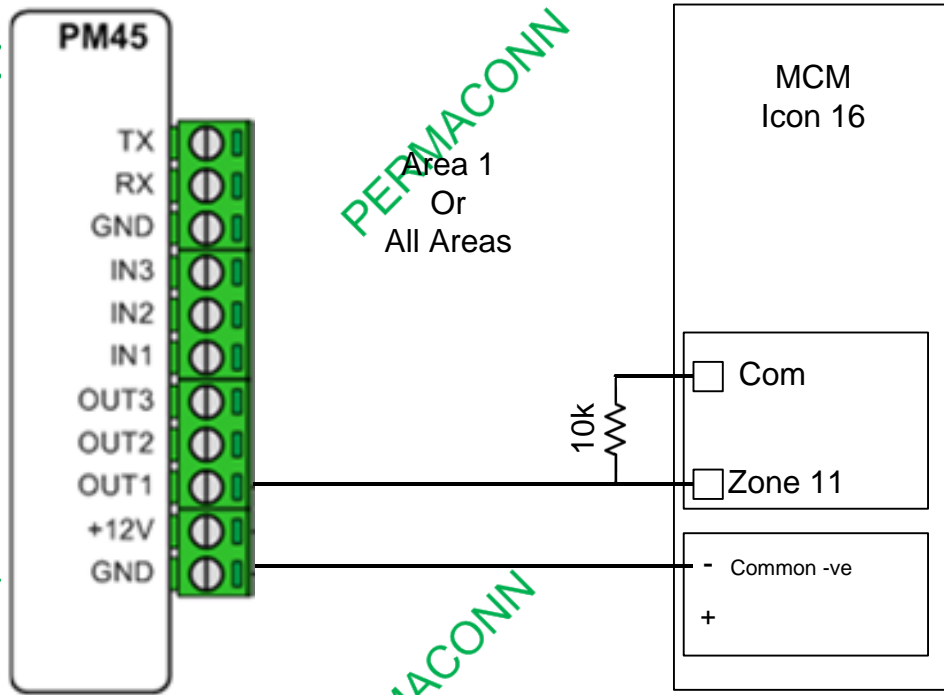 PM45
TX
RX
GND
IN3
IN2
IN1
OUT3
OUT2
OUT1
+12V
GND
PERMACONN
Area 1
Or
All Areas
10k
MCM
Icon 16
Com
Zone 11
- Common -ve
+
MACONN